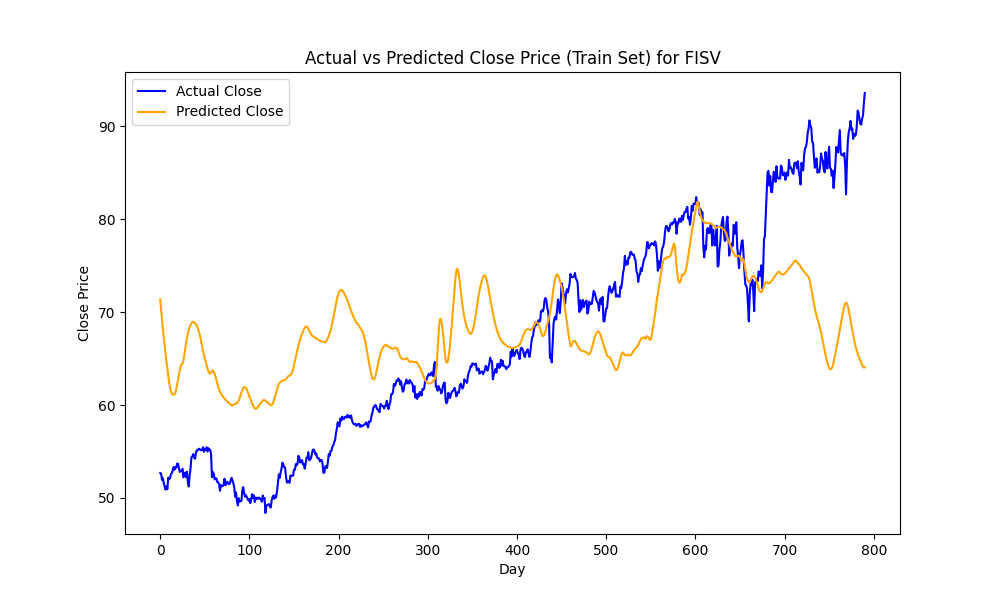 Actual vs Predicted Close Price (Train Set) for FISV
Actual Close
Predicted Close
Close Price
90
80
70
60
50
0 100 200 300 400 500 600 700 800
Day